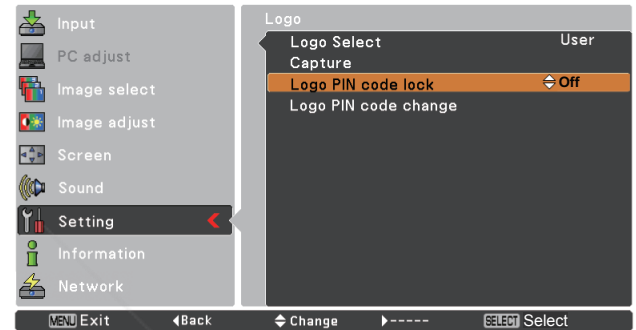 Input
PC adjust
Image select
Image adjust
Screen
Sound
Setting
Information
Network
Logo
Logo Select User
Capture
Logo PIN code lock Off
Logo PIN code change
MENU Exit Back Change ----- SELECT Select